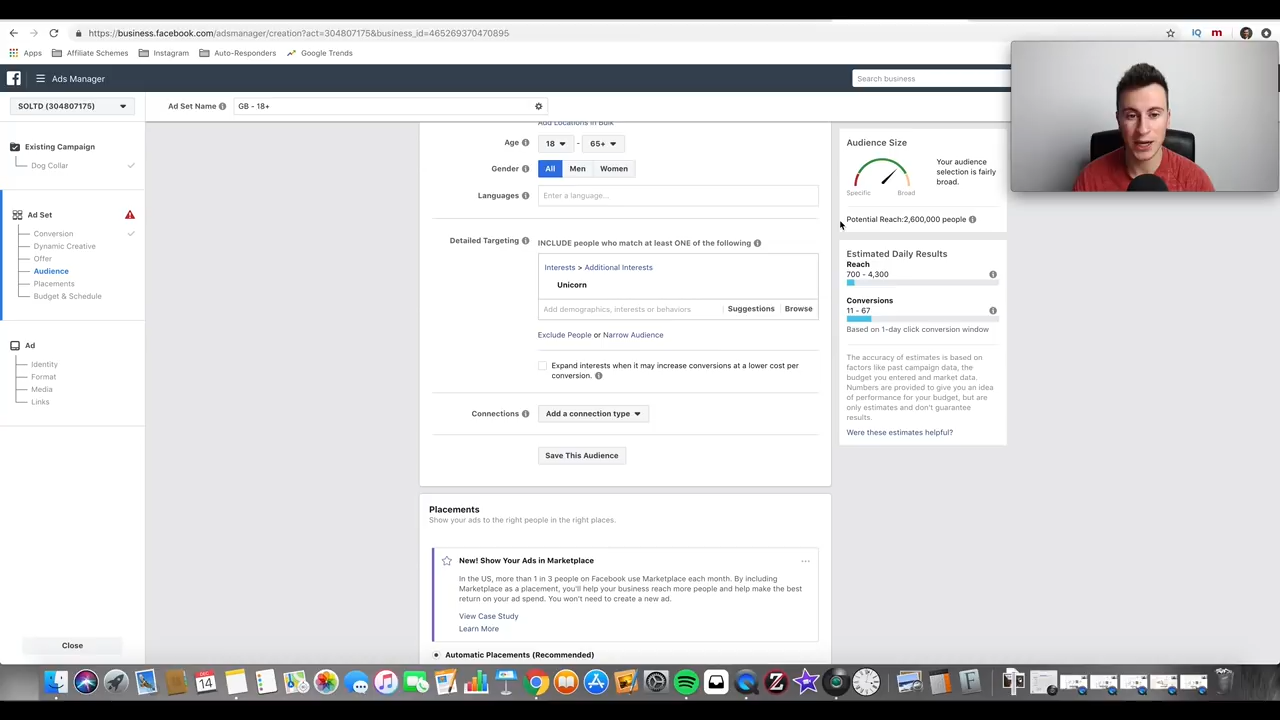 https://business.facebook.com/adsmanager/creation?act=304807175&business_id=465269370470895
IQ
m
Apps
Affiliate Schemes
Instagram
Auto-Responders
Google Trends
Ads Manager
Search business
SOLTD (304807175)
Ad Set Name
GB - 18+
Existing Campaign
Dog Collar
Ad Set
Conversion
Dynamic Creative
Offer
Audience
Placements
Budget & Schedule
Ad
Identity
Format
Media
Links
Close
Add Locations in Bulk
Age
18
-
65+
Gender
All
Men
Women
Languages
Enter a language...
Detailed Targeting
INCLUDE people who match at least ONE of the following
Interests > Additional Interests
Unicorn
Add demographics, interests or behaviors
Suggestions
Browse
Exclude People or Narrow Audience
Expand interests when it may increase conversions at a lower cost per
conversion.
Connections
Add a connection type
Save This Audience
Placements
Show your ads to the right people in the right places.
New! Show Your Ads in Marketplace
In the US, more than 1 in 3 people on Facebook use Marketplace each month. By including
Marketplace as a placement, you'll help your business reach more people and help make the best
return on your ad spend. You won't need to create a new ad.
View Case Study
Learn More
Automatic Placements (Recommended)
Audience Size
Specific
Broad
Your audience
selection is fairly
broad.
Potential Reach:2,600,000 people
Estimated Daily Results
Reach
700 - 4,300
Conversions
11 - 67
Based on 1-day click conversion window
The accuracy of estimates is based on
factors like past campaign data, the
budget you entered and market data.
Numbers are provided to give you an idea
of performance for your budget, but are
only estimates and don't guarantee
results.
Were these estimates helpful?
DEC
14